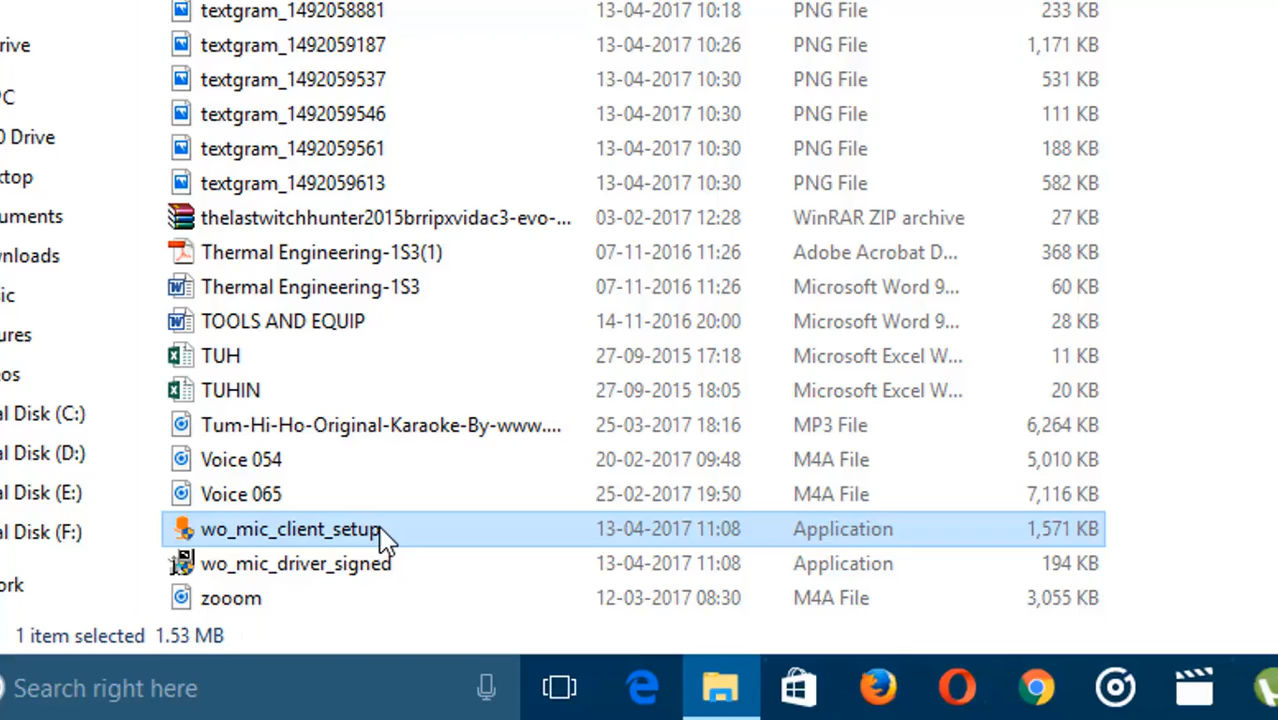 textgram_1492058881 13-04-2017 10:18 PNG File 233 KB
rive textgram_1492059187 13-04-2017 10:26 PNG File 1,171 KB
textgram_1492059537 13-04-2017 10:30 PNG File 531 KB
PC textgram_1492059546 13-04-2017 10:30 PNG File 111 KB
0 Drive textgram_1492059561 13-04-2017 10:30 PNG File 188 KB
ktop textgram_1492059613 13-04-2017 10:30 PNG File 582 KB
uments thelastwitchhunter2015brripxvidac3-evo-... 03-02-2017 12:28 WinRAR ZIP archive 27 KB
wnloads Thermal Engineering-1S3(1) 07-11-2016 11:26 Adobe Acrobat D... 368 KB
ic Thermal Engineering-1S3 07-11-2016 11:26 Microsoft Word 9... 60 KB
ures TOOLS AND EQUIP 14-11-2016 20:00 Microsoft Word 9... 28 KB
os TUH 27-09-2015 17:18 Microsoft Excel W... 11 KB
TUHIN 27-09-2015 18:05 Microsoft Excel W... 20 KB
al Disk (C:) Tum-Hi-Ho-Original-Karaoke-By-www.... 25-03-2017 18:16 MP3 File 6,264 KB
al Disk (D:) Voice 054 20-02-2017 09:48 M4A File 5,010 KB
al Disk (E:) Voice 065 25-02-2017 19:50 M4A File 7,116 KB
al Disk (F:) wo_mic_client_setup 13-04-2017 11:08 Application 1,571 KB
wo_mic_driver_signed 13-04-2017 11:08 Application 194 KB
ork zooom 12-03-2017 08:30 M4A File 3,055 KB
1 item selected 1.53 MB
Search right here